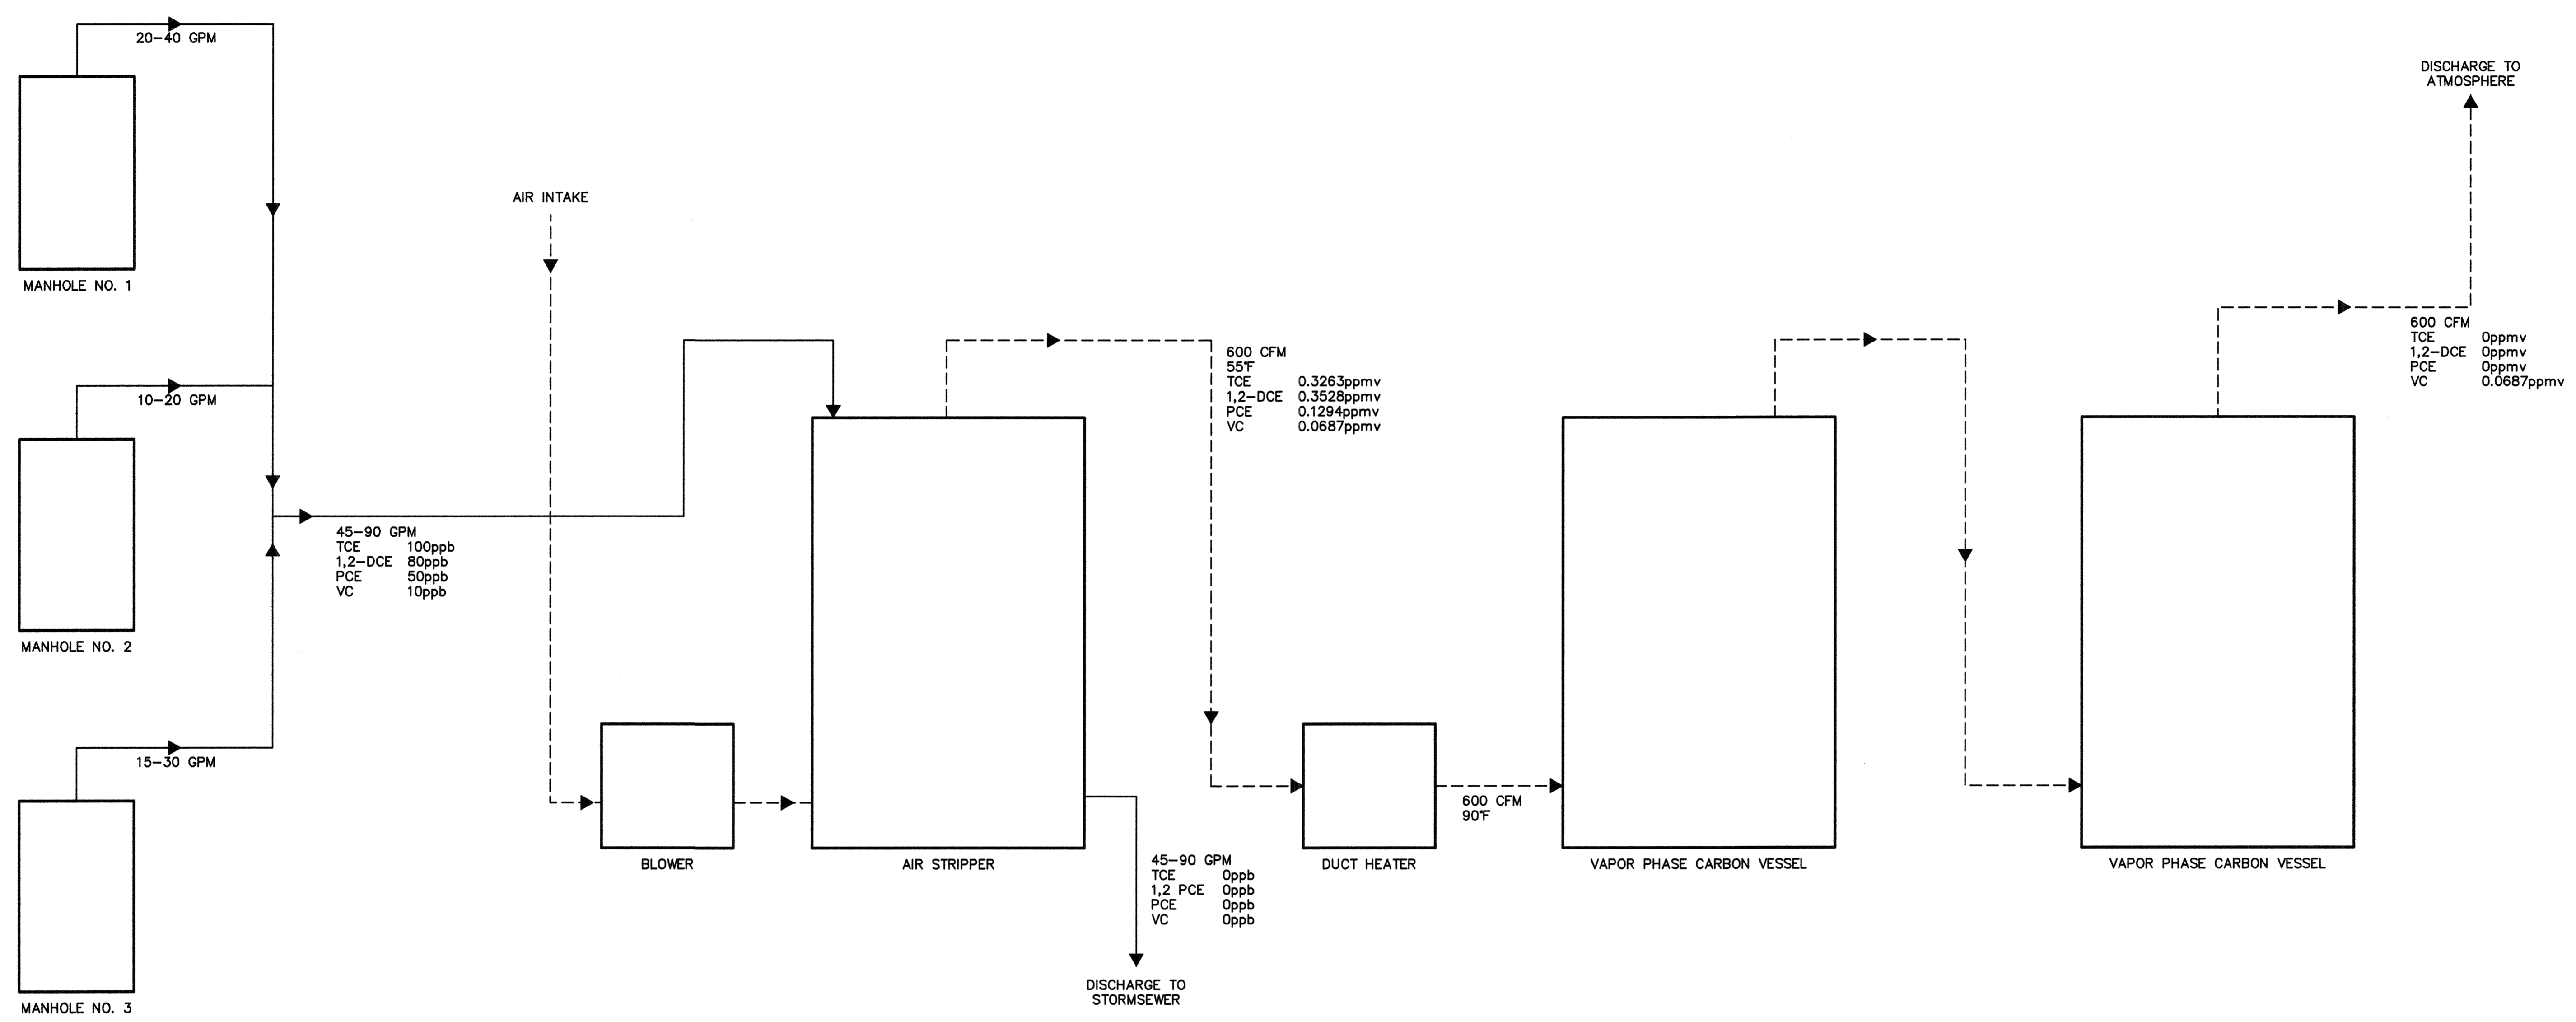 20-40 GPM
MANHOLE NO. 1
10-20 GPM
MANHOLE NO. 2
15-30 GPM
MANHOLE NO. 3
45-90 GPM
TCE 100ppb
1,2-DCE 80ppb
PCE 50ppb
VC 10ppb
AIR INTAKE
BLOWER
AIR STRIPPER
600 CFM
55°F
TCE 0.3263ppmv
1,2-DCE 0.3528ppmv
PCE 0.1294ppmv
VC 0.0687ppmv
45-90 GPM
TCE 0ppb
1,2 PCE 0ppb
PCE 0ppb
VC 0ppb
DISCHARGE TO
STORMSEWER
DUCT HEATER
600 CFM
90°F
VAPOR PHASE CARBON VESSEL
VAPOR PHASE CARBON VESSEL
DISCHARGE TO
ATMOSPHERE
600 CFM
TCE 0ppmv
1,2-DCE 0ppmv
PCE 0ppmv
VC 0.0687ppmv